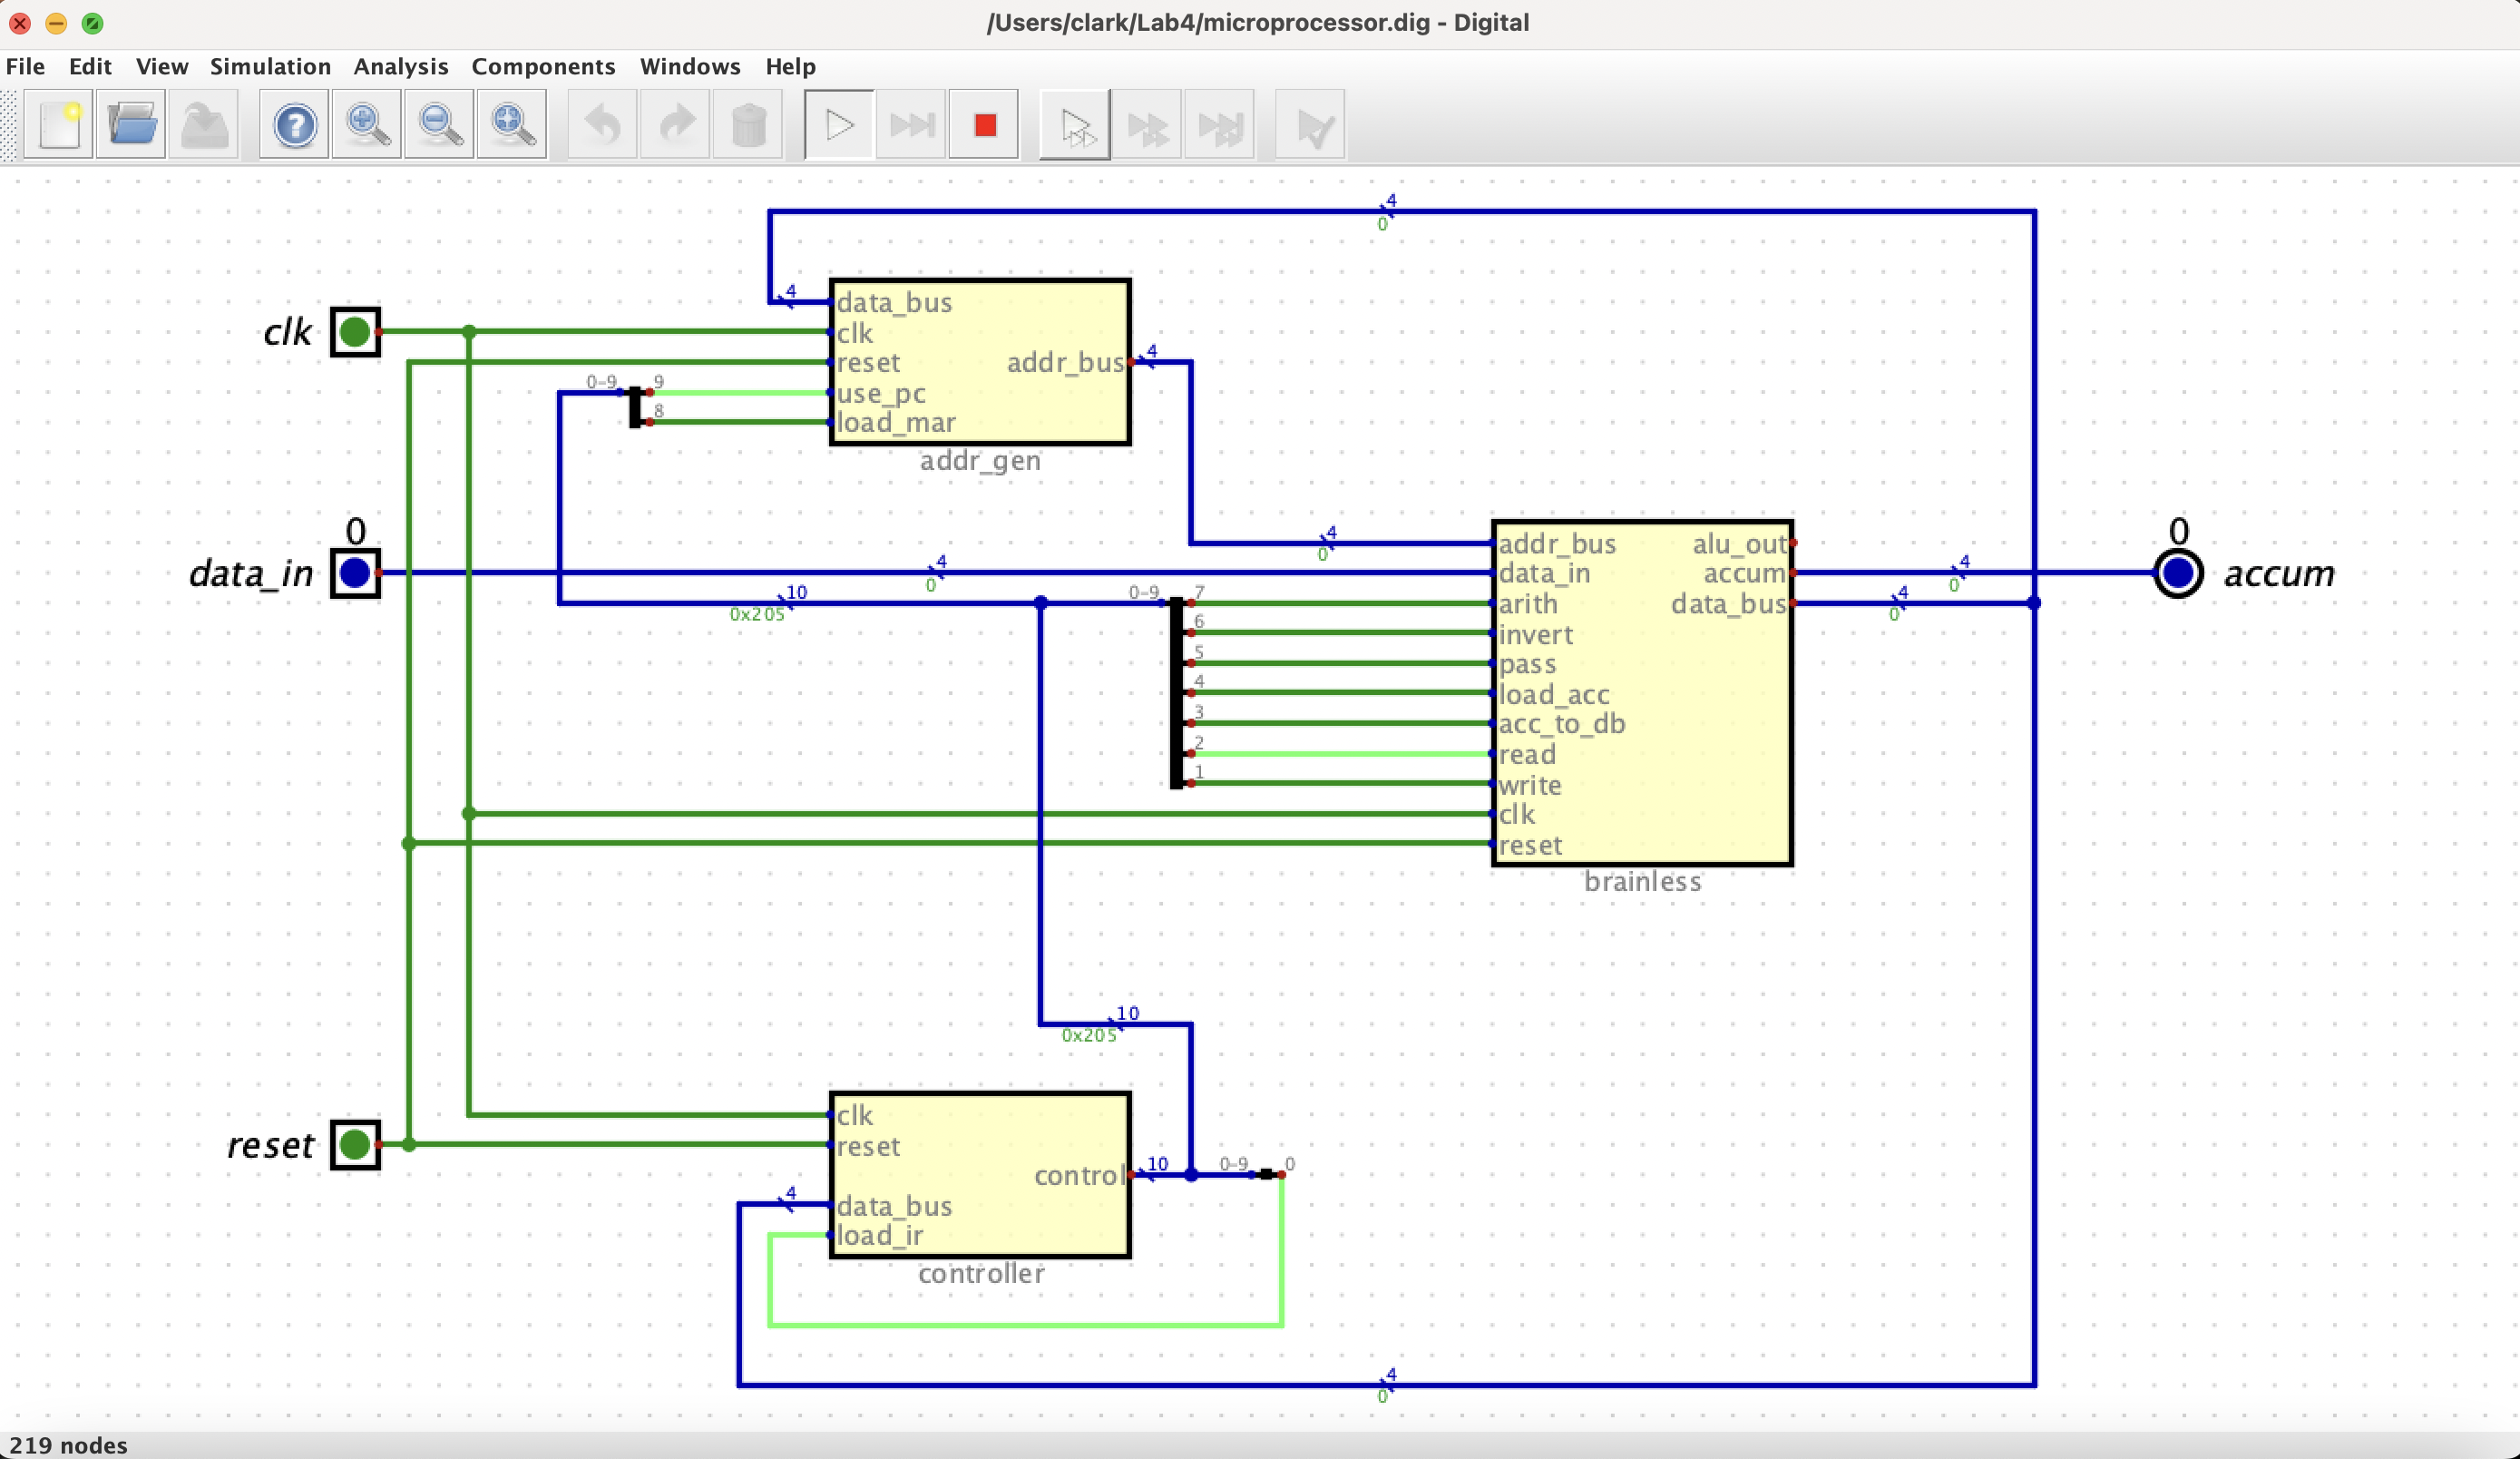 /Users/clark/Lab4/microprocessor.dig - Digital
File Edit View Simulation Analysis Components Windows Help
4
0
4
data_bus
clk
clk
reset
addr_bus
4
0-9
9
use_pc
8
load_mar
addr_gen
0
data_in
4
0
10
0x205
4
0
0-9
7
6
5
4
3
2
1
addr_bus
data_in
arith
invert
pass
load_acc
acc_to_db
read
write
clk
reset
alu_out
accum
data_bus
brainless
4
0
4
0
0
accum
10
0x205
reset
clk
reset
control
10
0-9
0
4
data_bus
load_ir
controller
4
0
219 nodes